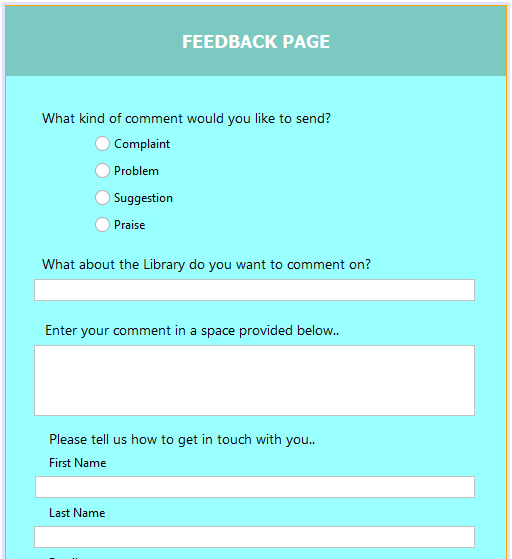 FEEDBACK PAGE
What kind of comment would you like to send?
Complaint
Problem
Suggestion
Praise
What about the Library do you want to comment on?
Enter your comment in a space provided below..
Please tell us how to get in touch with you..
First Name
Last Name